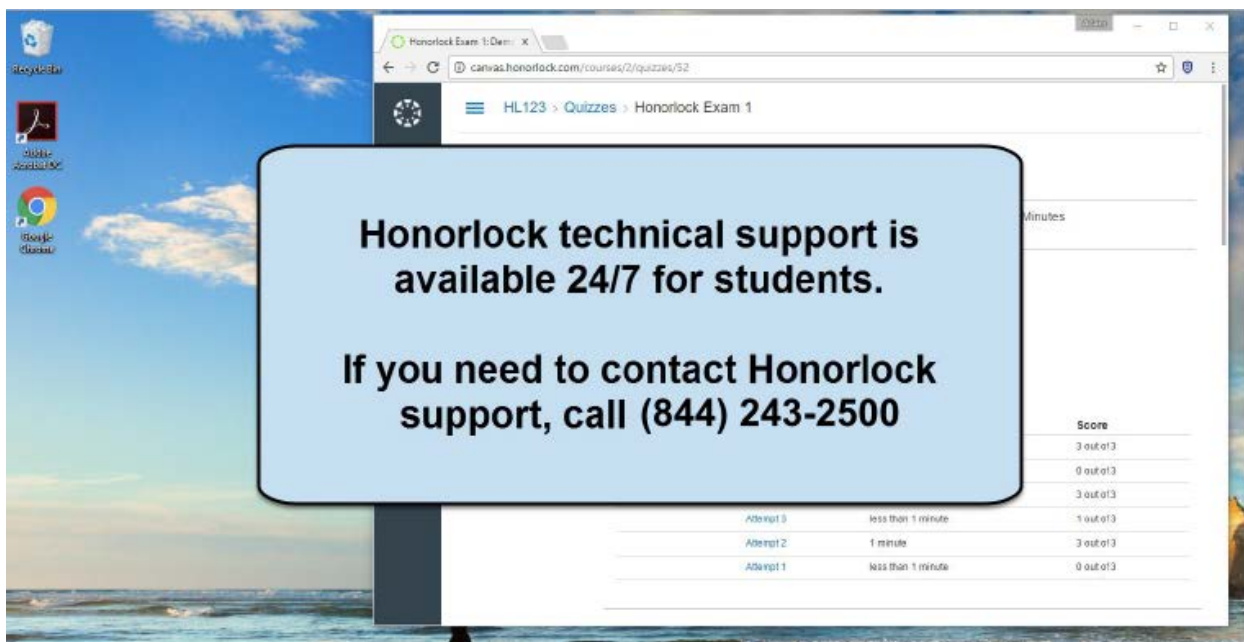 Recycle Bin
Adobe
Acrobat DC
Google
Chrome
Honorlock Exam 1: Dem
canvas.honorlock.com/courses/2/quizzes/52
HL123 > Quizzes > Honorlock Exam 1
Minutes
Honorlock technical support is
available 24/7 for students.
If you need to contact Honorlock
support, call (844) 243-2500
Score
3 out of 3
0 out of 3
3 out of 3
Attempt 3 less than 1 minute 1 out of 3
Attempt 2 1 minute 3 out of 3
Attempt 1 less than 1 minute 0 out of 3